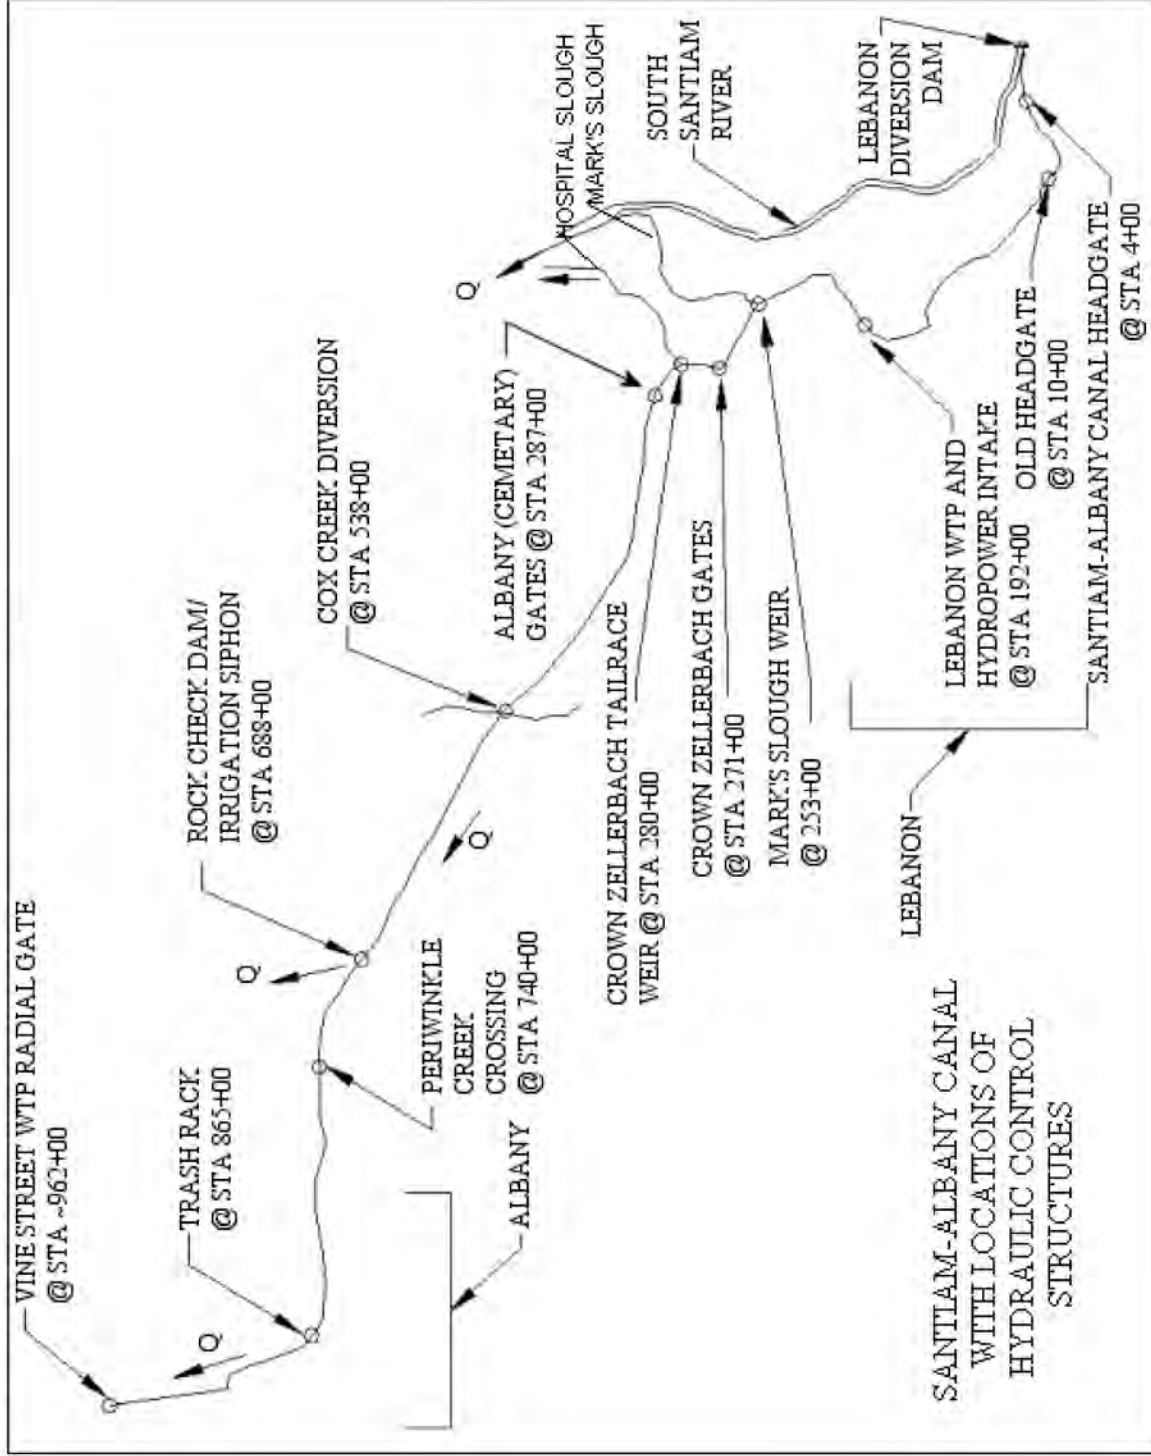 VINE STREET WTP RADIAL GATE
@ STA ~962+00
TRASH RACK
@ STA 865+00
ROCK CHECK DAM/
IRRIGATION SIPHON
@ STA 688+00
COX CREEK DIVERSION
@ STA 538+00
ALBANY (CEMETARY)
GATES @ STA 287+00
HOSPITAL SLOUGH
MARK'S SLOUGH
SOUTH
SANTIAM
RIVER
LEBANON
DIVERSION
DAM
Q
Q
Q
Q
PERIWINKLE
CREEK
CROSSING
@ STA 740+00
ALBANY
CROWN ZELLERBACH TAILRACE
WEIR @ STA 280+00
CROWN ZELLERBACH GATES
@ STA 271+00
MARK'S SLOUGH WEIR
@ 253+00
LEBANON WTP AND
HYDROPOWER INTAKE
@ STA 192+00
OLD HEADGATE
@ STA 10+00
SANTIAM-ALBANY CANAL HEADGATE
@ STA 4+00
LEBANON
SANTIAM-ALBANY CANAL
WITH LOCATIONS OF
HYDRAULIC CONTROL
STRUCTURES